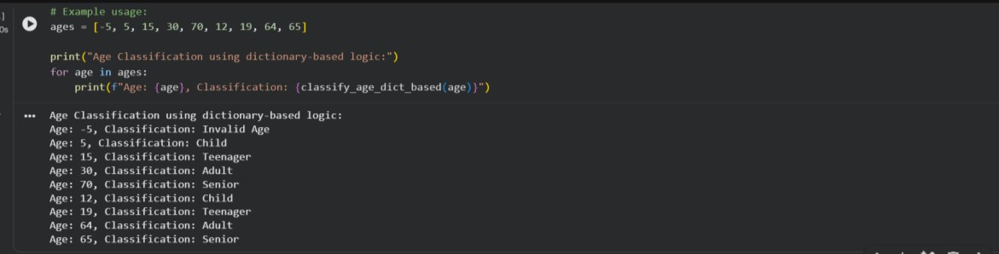 ]
0s
# Example usage:
ages = [-5, 5, 15, 30, 70, 12, 19, 64, 65]
print("Age Classification using dictionary-based logic:")
for age in ages:
    print(f"Age: {age}, Classification: {classify_age_dict_based(age)}")
Age Classification using dictionary-based logic:
Age: -5, Classification: Invalid Age
Age: 5, Classification: Child
Age: 15, Classification: Teenager
Age: 30, Classification: Adult
Age: 70, Classification: Senior
Age: 12, Classification: Child
Age: 19, Classification: Teenager
Age: 64, Classification: Adult
Age: 65, Classification: Senior